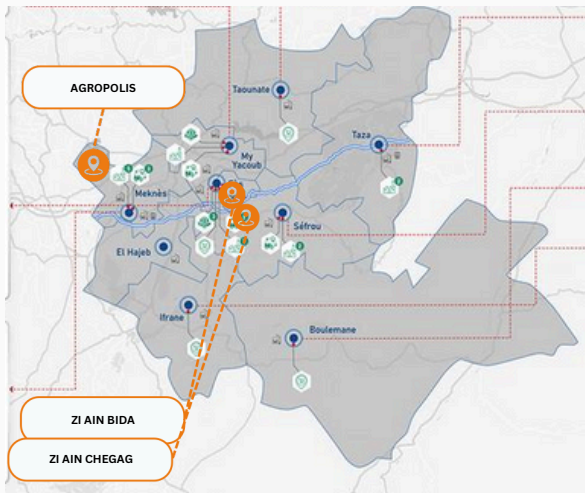 AGROPOLIS
Taounate
Taza
My
Yacoub
Meknès
Séfrou
El Hajeb
Ifrane
Boulemane
ZI AIN BIDA
ZI AIN CHEGAG